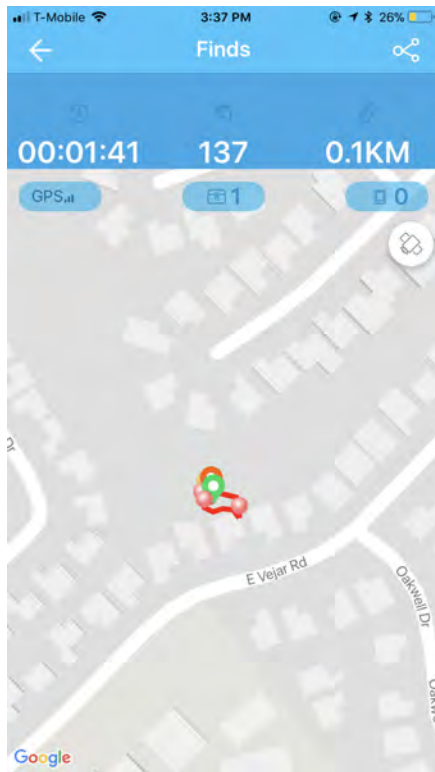 T-Mobile 3:37 PM 26%
Finds
00:01:41 137 0.1KM
GPS 1 0
E Vejar Rd
Oakwell Dr
Google